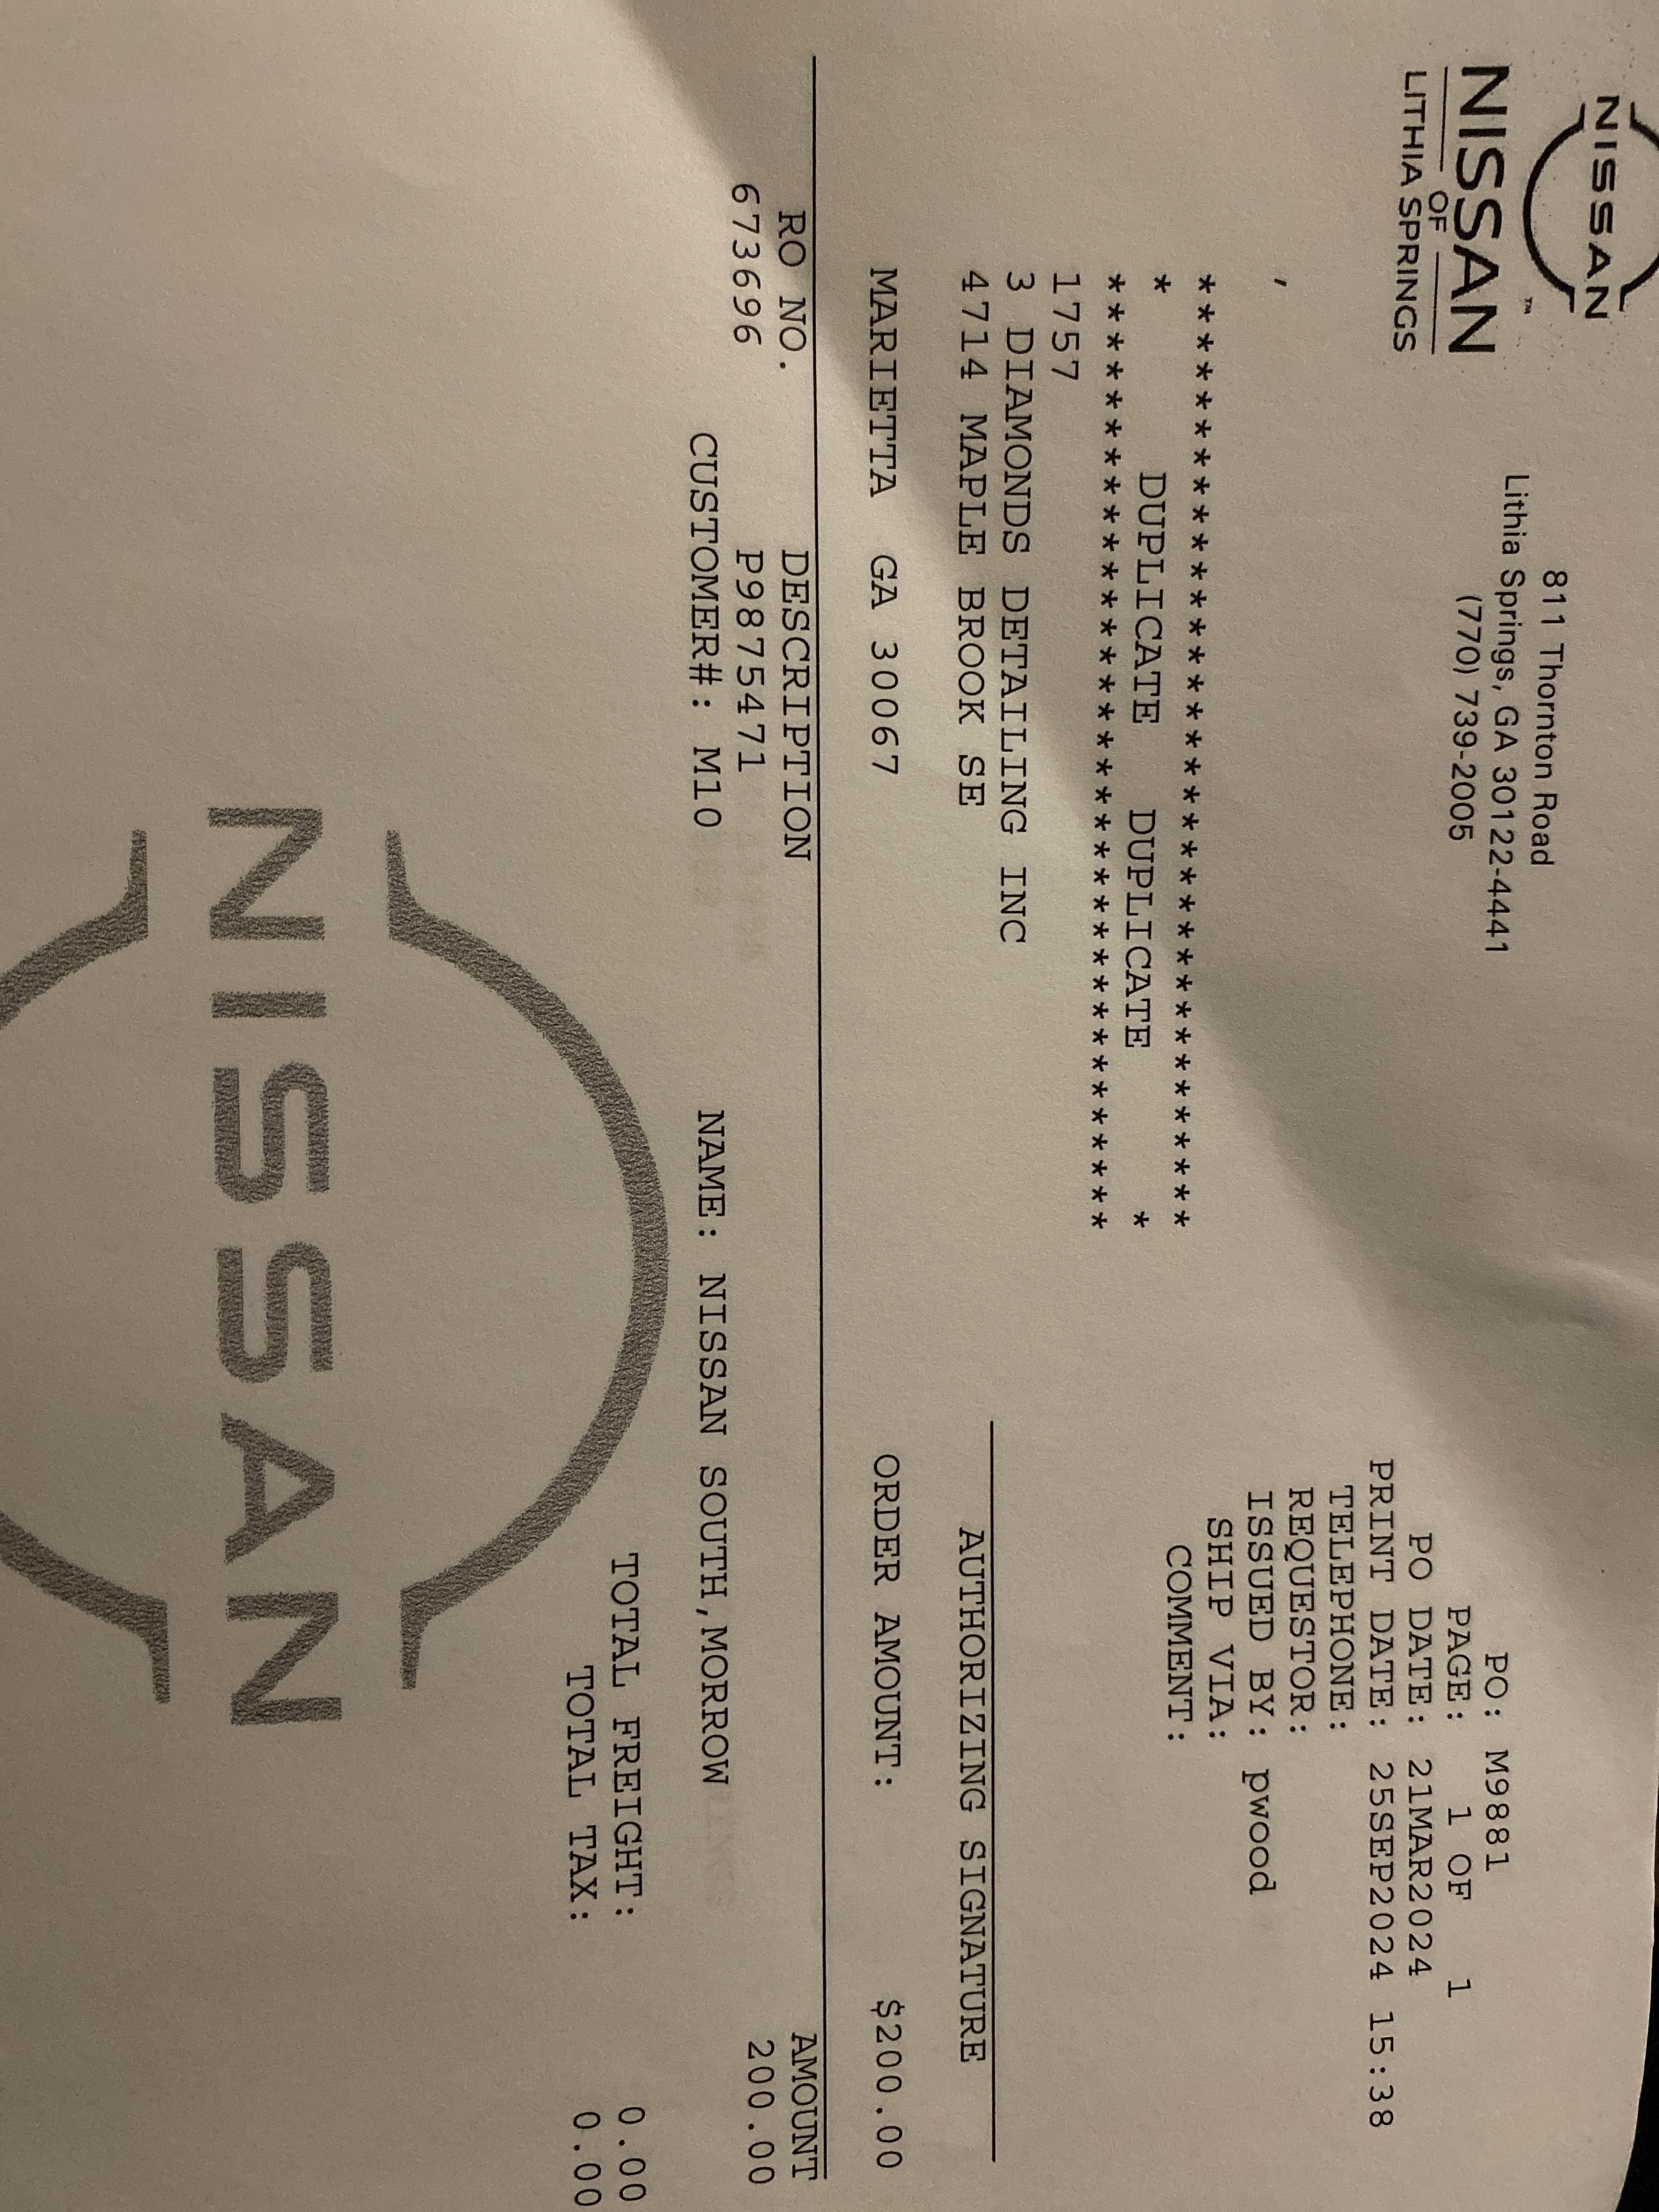 NISSAN
NISSAN
OF
LITHIA SPRINGS
811 Thornton Road
Lithia Springs, GA 30122-4441
(770) 739-2005
PO: M9881
PAGE: 1 OF 1
PO DATE: 21MAR2024
PRINT DATE: 25SEP2024 15:38
TELEPHONE:
REQUESTOR:
ISSUED BY: pwood
SHIP VIA:
COMMENT:
,
**********************************
* DUPLICATE DUPLICATE *
**********************************
1757
3 DIAMONDS DETAILING INC
4714 MAPLE BROOK SE
MARIETTA GA 30067
AUTHORIZING SIGNATURE
ORDER AMOUNT: $200.00
RO NO. DESCRIPTION AMOUNT
673696 P9875471 200.00
CUSTOMER#: M10 NAME: NISSAN SOUTH,MORROW
TOTAL FREIGHT: 0.00
TOTAL TAX: 0.00
NISSAN